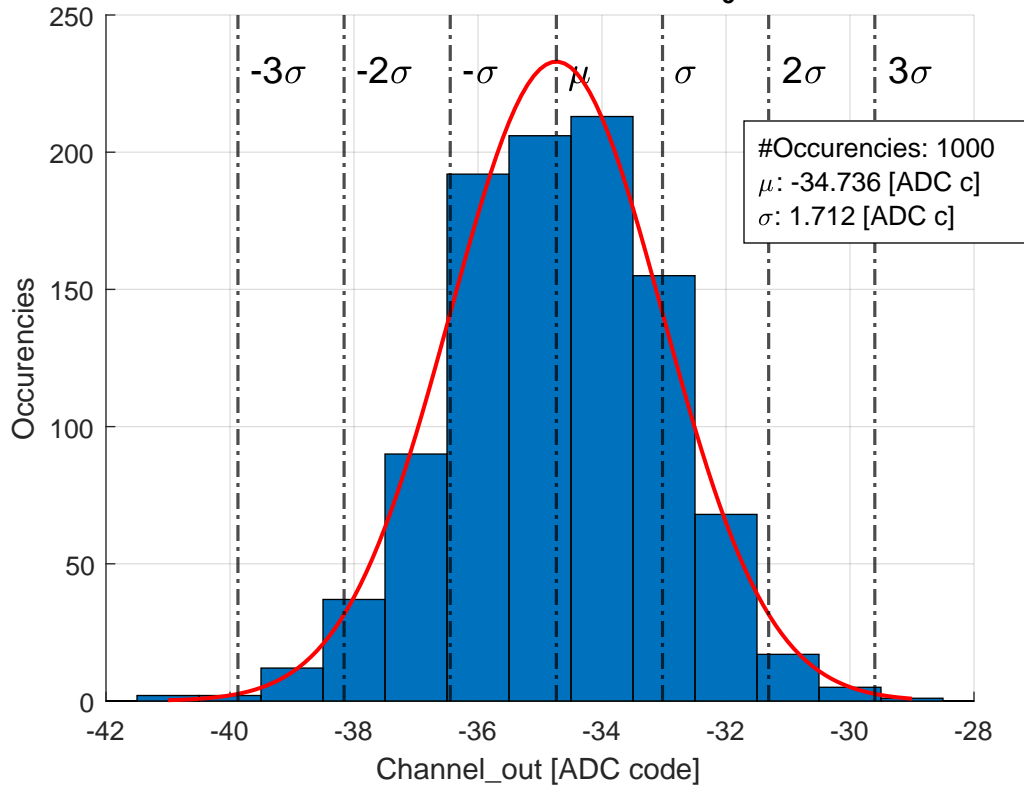 250
200
150
100
50
0
-3σ
-2σ
-σ
μ
σ
2σ
3σ
#Occurencies: 1000
μ: -34.736 [ADC c]
σ: 1.712 [ADC c]
Occurencies
-42
-40
-38
-36
-34
-32
-30
-28
Channel_out [ADC code]